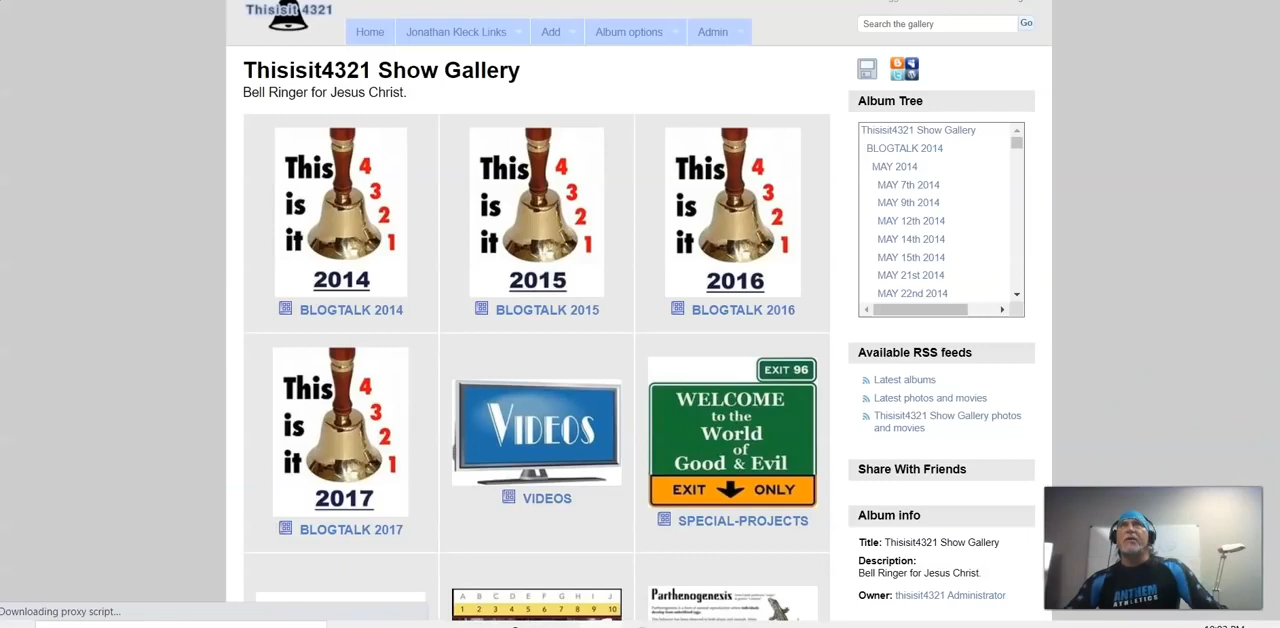 Thisisit 4321
Home
Jonathan Kleck Links
Add
Album options
Admin
Search the gallery
Go
Thisisit4321 Show Gallery
Bell Ringer for Jesus Christ.
This 4
is 3
2
it 1
2014
BLOGTALK 2014
This 4
is 3
2
it 1
2015
BLOGTALK 2015
This 4
is 3
2
it 1
2016
BLOGTALK 2016
This 4
is 3
2
it 1
2017
BLOGTALK 2017
VIDEOS
VIDEOS
EXIT 96
WELCOME
to the
World
of
Good & Evil
EXIT ONLY
SPECIAL-PROJECTS
A B C D E F G H I J
1 2 3 4 5 6 7 8 9 10
Parthenogenesis
Album Tree
Thisisit4321 Show Gallery
BLOGTALK 2014
MAY 2014
MAY 7th 2014
MAY 9th 2014
MAY 12th 2014
MAY 14th 2014
MAY 15th 2014
MAY 21st 2014
MAY 22nd 2014
Available RSS feeds
Latest albums
Latest photos and movies
Thisisit4321 Show Gallery photos
and movies
Share With Friends
Album info
Title: Thisisit4321 Show Gallery
Description:
Bell Ringer for Jesus Christ.
Owner: thisisit4321 Administrator
ANTHEM
ATHLETICS
Downloading proxy script...